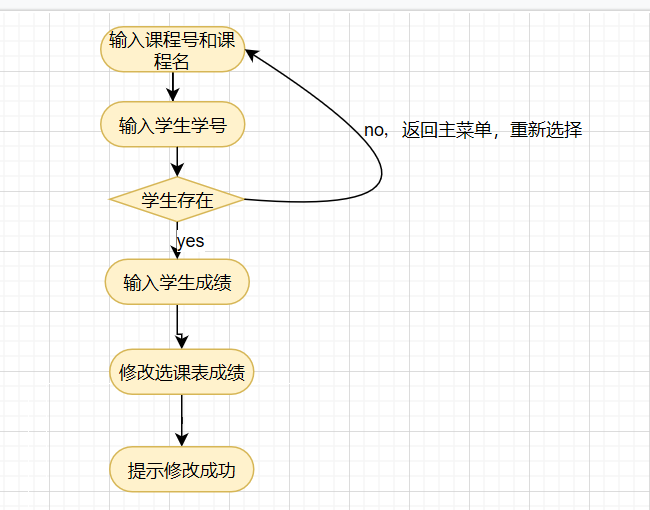 输入课程号和课
程名
输入学生学号
no，返回主菜单，重新选择
学生存在
yes
输入学生成绩
修改选课表成绩
提示修改成功